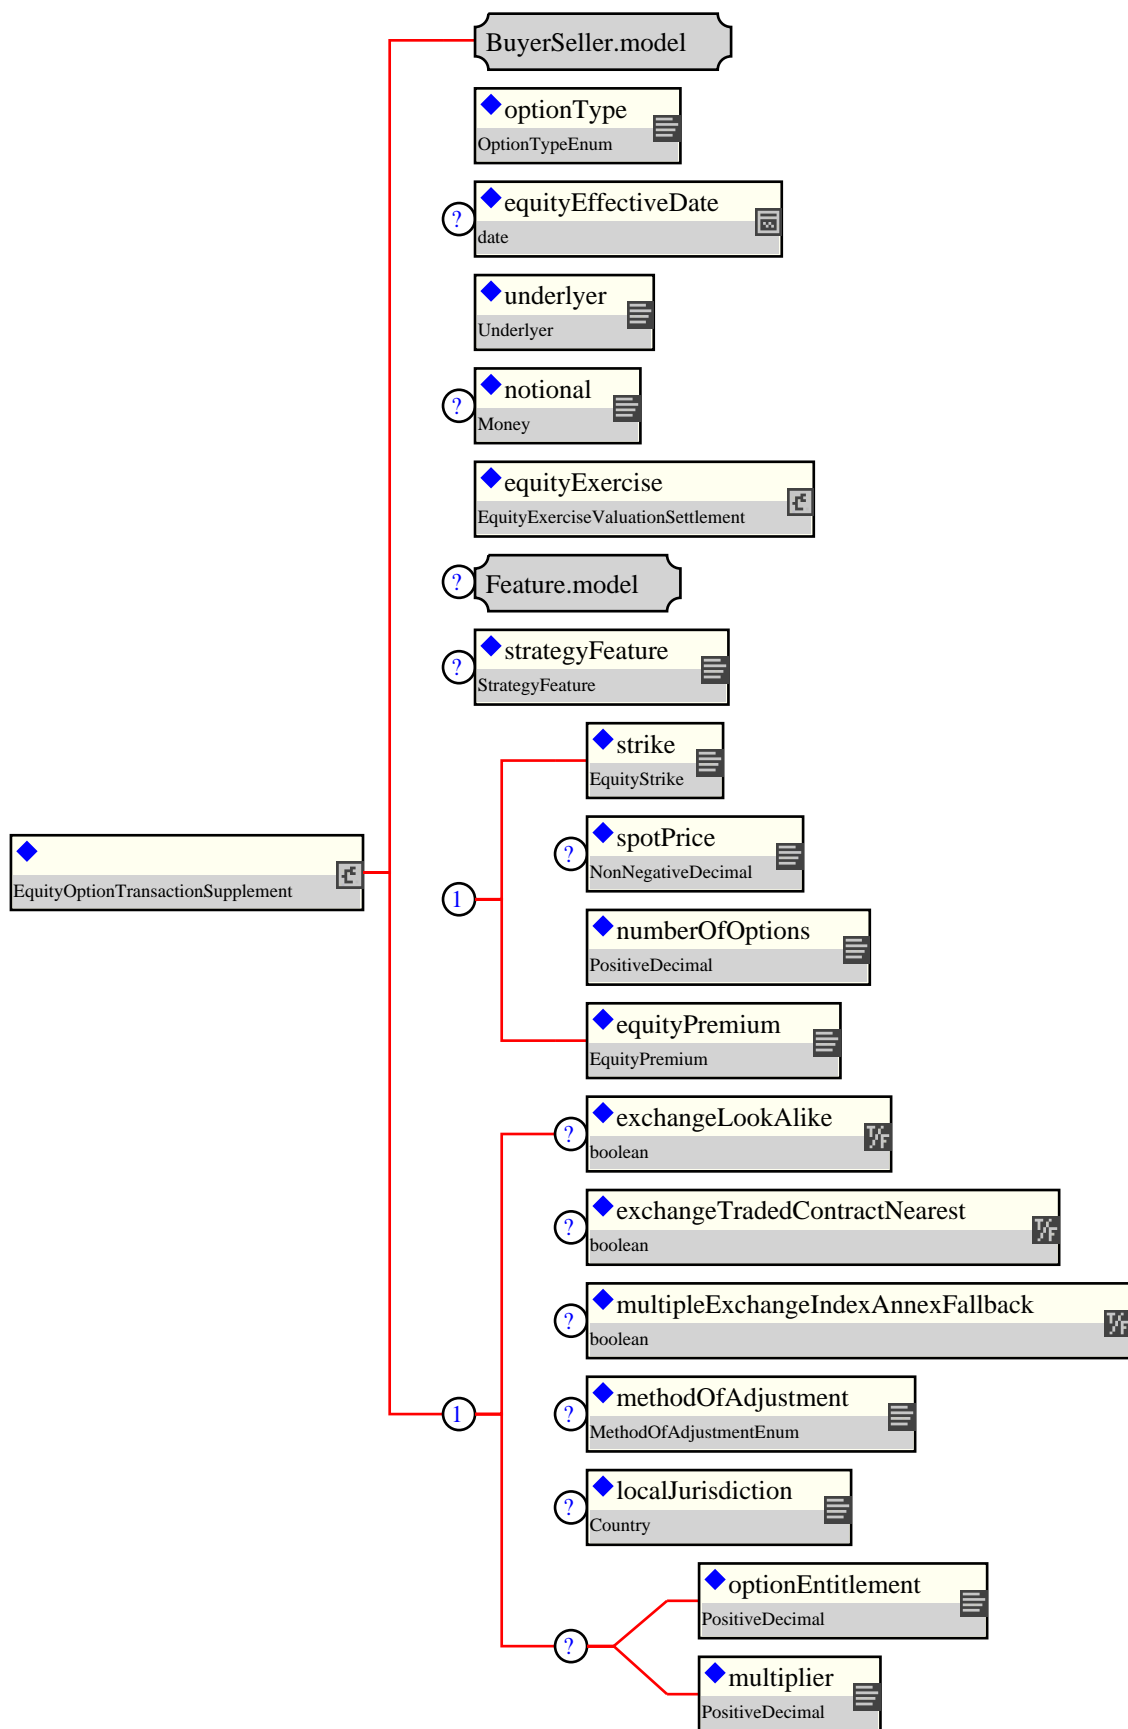 BuyerSeller.model
optionType
OptionTypeEnum
?
equityEffectiveDate
date
underlyer
Underlyer
?
notional
Money
equityExercise
EquityExerciseValuationSettlement
?
Feature.model
?
strategyFeature
StrategyFeature
strike
EquityStrike
EquityOptionTransactionSupplement
?
spotPrice
NonNegativeDecimal
1
numberOfOptions
PositiveDecimal
equityPremium
EquityPremium
?
exchangeLookAlike
boolean
T/F
?
exchangeTradedContractNearest
boolean
T/F
?
multipleExchangeIndexAnnexFallback
boolean
T/F
1
?
methodOfAdjustment
MethodOfAdjustmentEnum
?
localJurisdiction
Country
?
optionEntitlement
PositiveDecimal
multiplier
PositiveDecimal